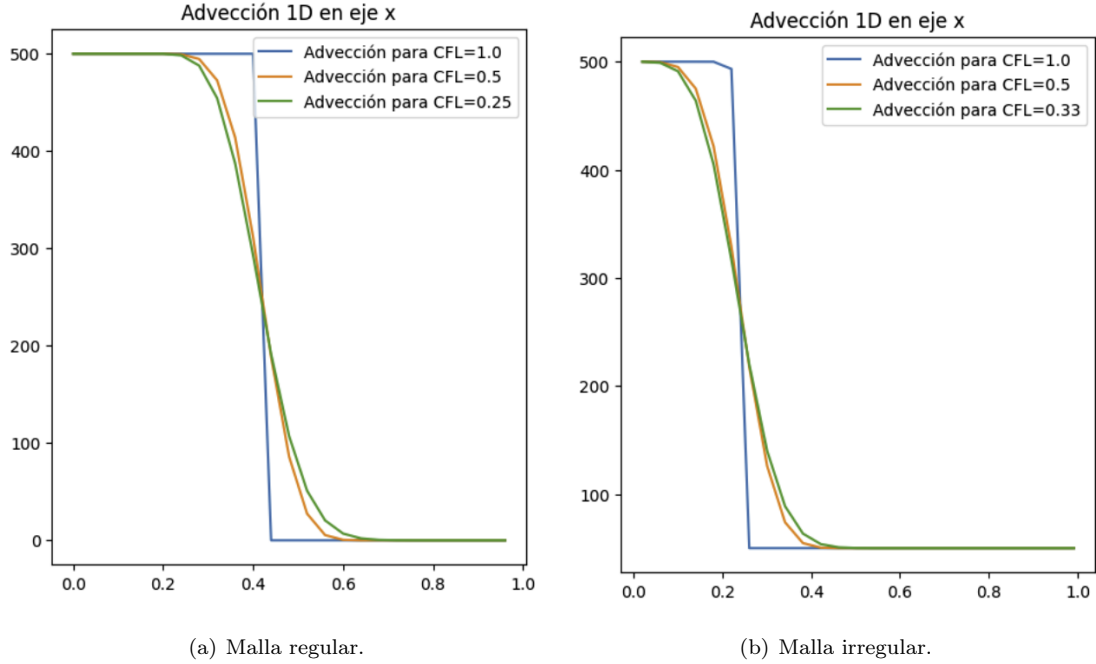 Advección 1D en eje x
Advección para CFL=1.0
Advección para CFL=0.5
Advección para CFL=0.25
500
400
300
200
100
0
0.0 0.2 0.4 0.6 0.8 1.0
(a) Malla regular.
Advección 1D en eje x
Advección para CFL=1.0
Advección para CFL=0.5
Advección para CFL=0.33
500
400
300
200
100
0.0 0.2 0.4 0.6 0.8 1.0
(b) Malla irregular.